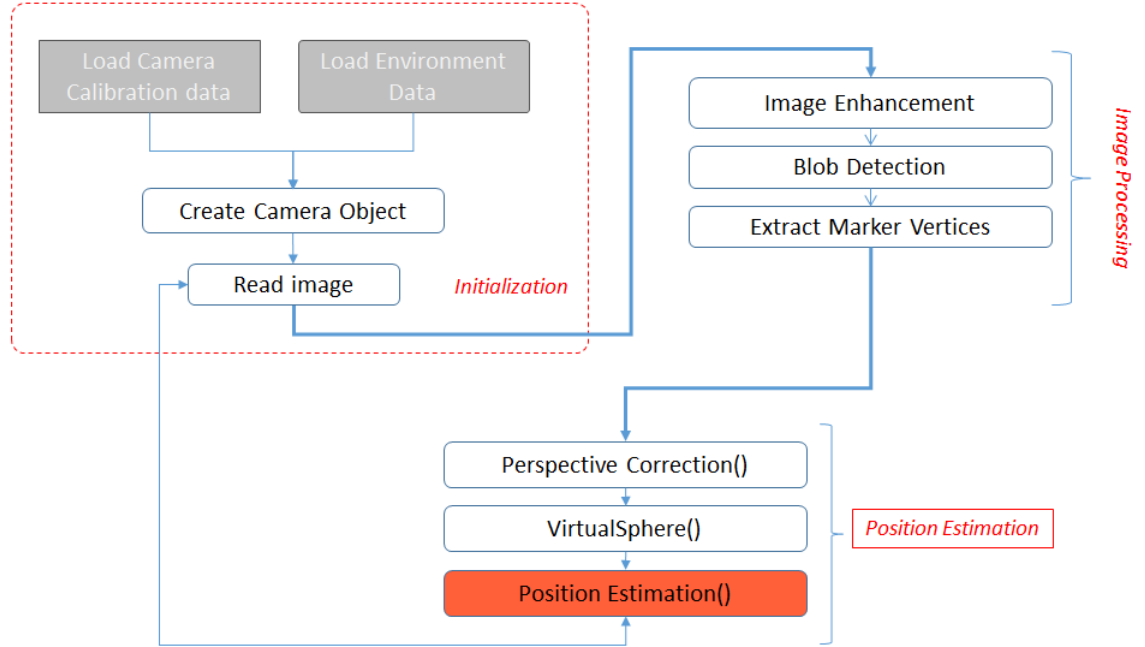 Load Camera
Calibration data
Load Environment
Data
Create Camera Object
Read image
Initialization
Image Enhancement
Blob Detection
Extract Marker Vertices
Image Processing
Perspective Correction()
VirtualSphere()
Position Estimation()
Position Estimation